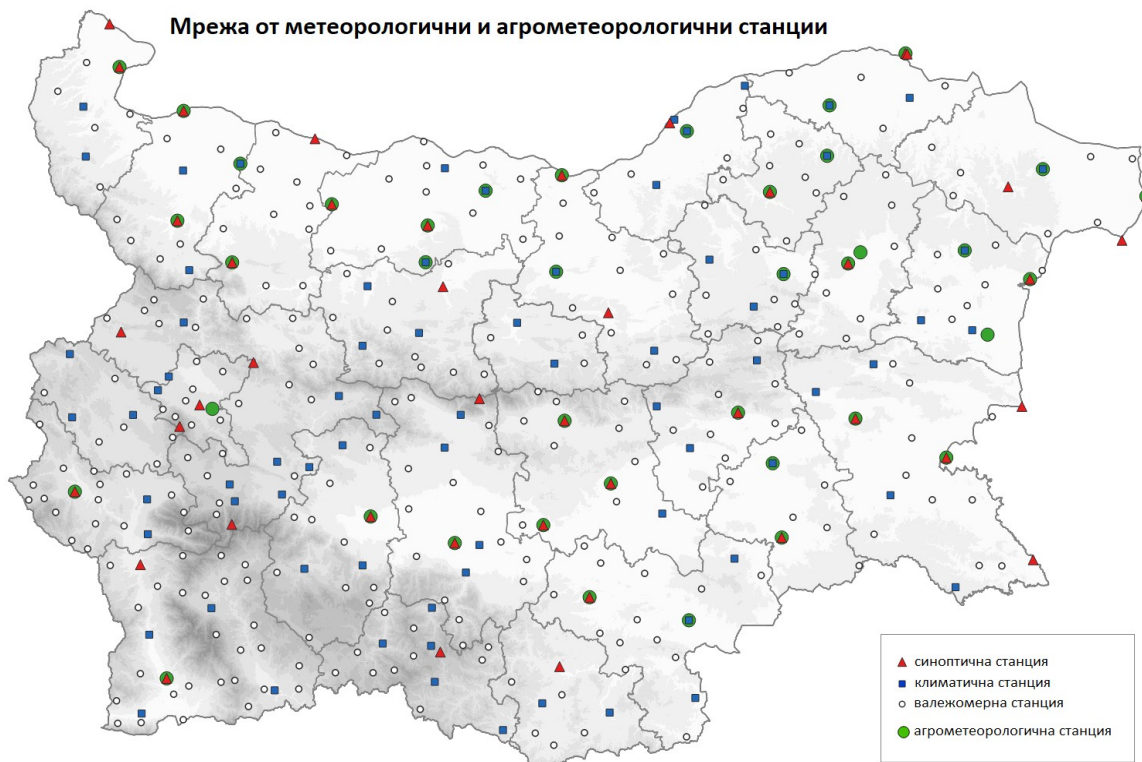 Мрежа от метеорологични и агрометеорологични станции
синоптична станция
климатична станция
валежомерна станция
агрометеорологична станция